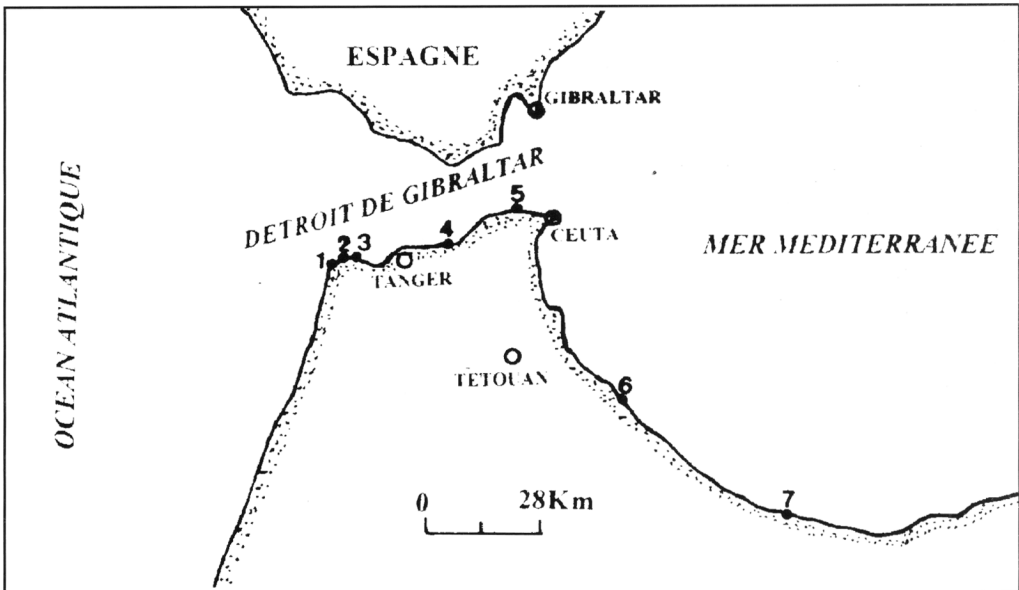 ESPAGNE
GIBRALTAR
DETROIT DE GIBRALTAR
OCEAN ATLANTIQUE
MER MEDITERRANEE
1
2
3
4
5
CEUTA
TANGER
TETOUAN
6
7
0 28Km